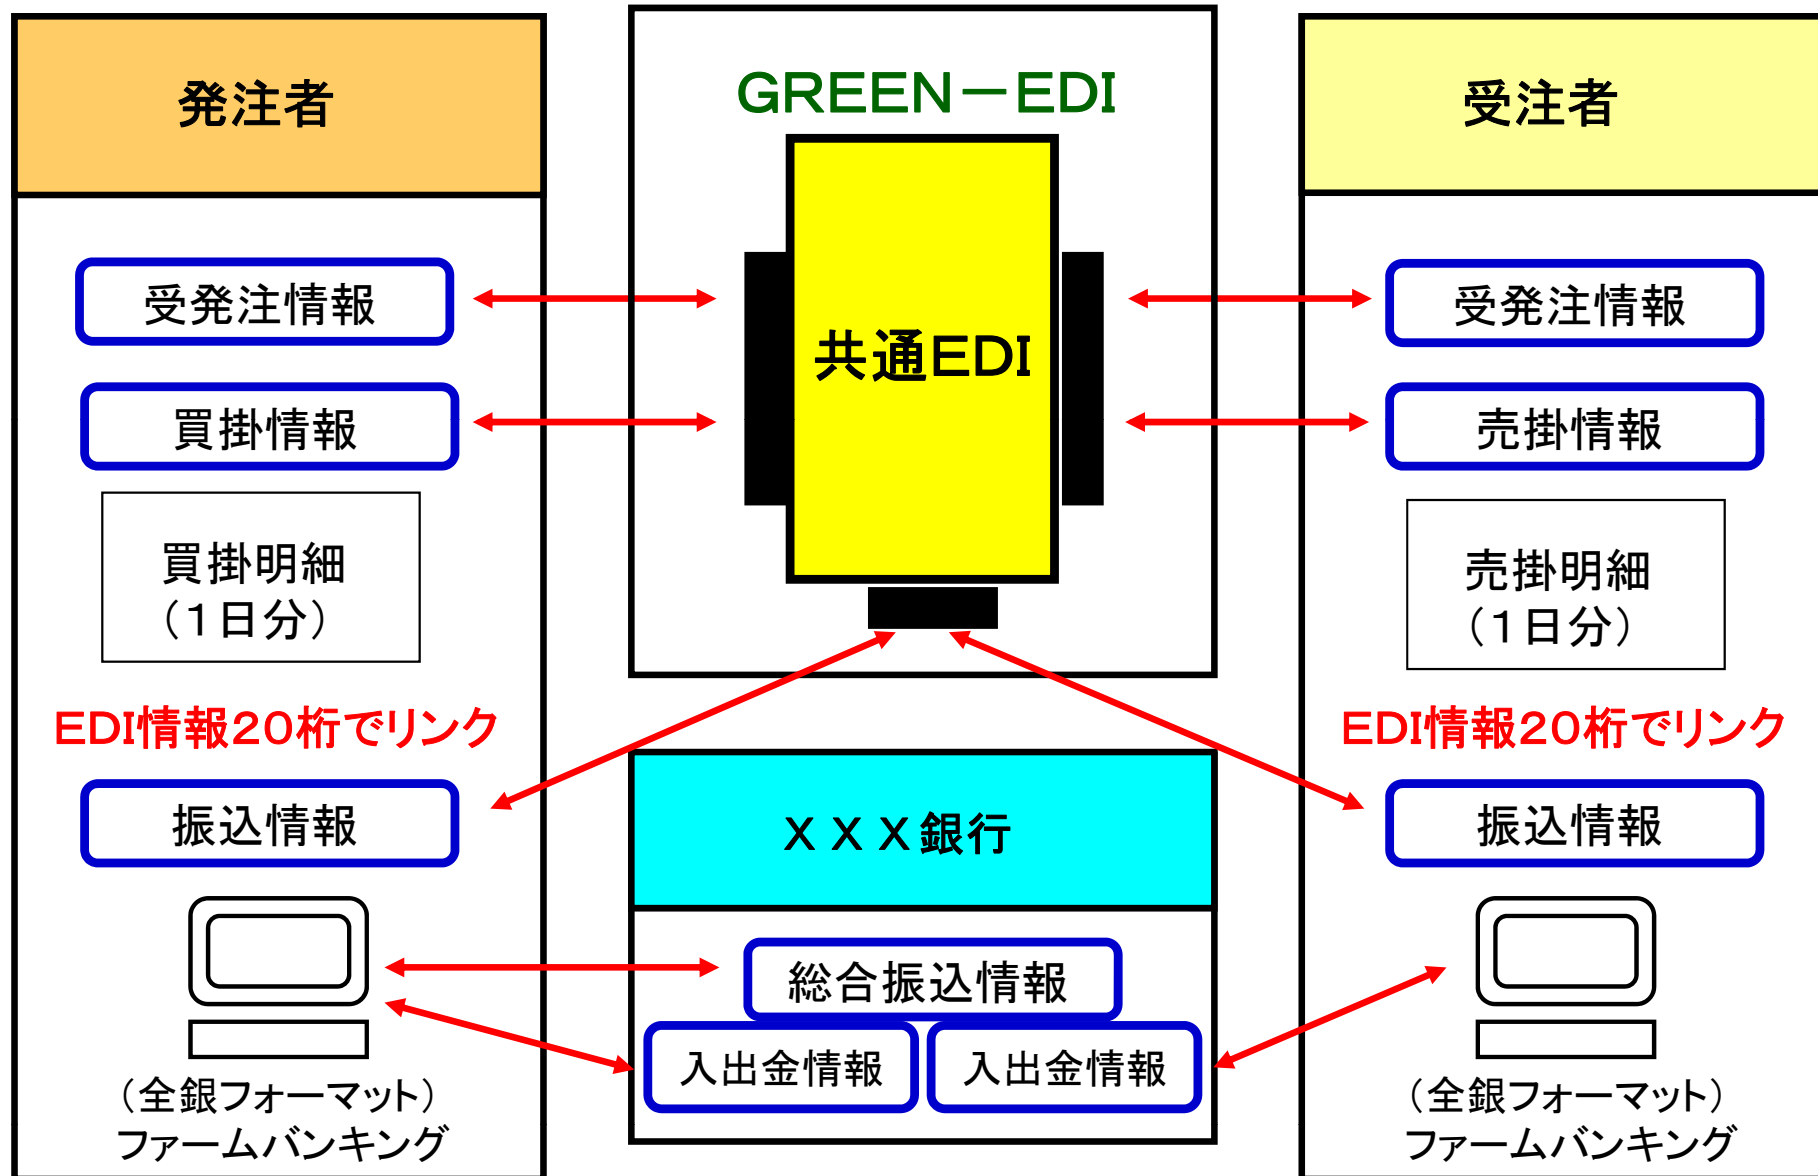 発注者
受発注情報
買掛情報
買掛明細
（１日分）
EDI情報２０桁でリンク
振込情報
（全銀フォーマット）
ファームバンキング
ＧＲＥＥＮ－ＥＤＩ
共通ＥＤＩ
ＸＸＸ銀行
総合振込情報
入出金情報
入出金情報
受注者
受発注情報
売掛情報
売掛明細
（１日分）
EDI情報２０桁でリンク
振込情報
（全銀フォーマット）
ファームバンキング